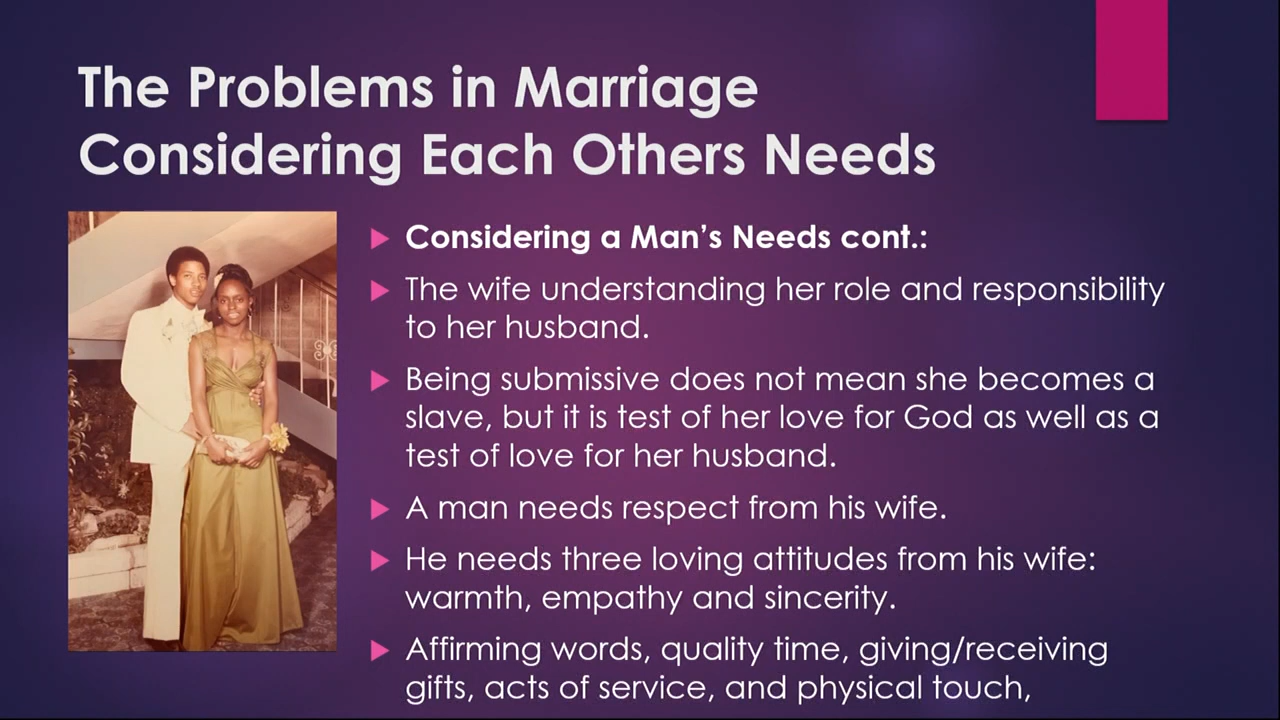 The Problems in Marriage
Considering Each Others Needs
Considering a Man’s Needs cont.:
The wife understanding her role and responsibility
to her husband.
Being submissive does not mean she becomes a
slave, but it is test of her love for God as well as a
test of love for her husband.
A man needs respect from his wife.
He needs three loving attitudes from his wife:
warmth, empathy and sincerity.
Affirming words, quality time, giving/receiving
gifts, acts of service, and physical touch,